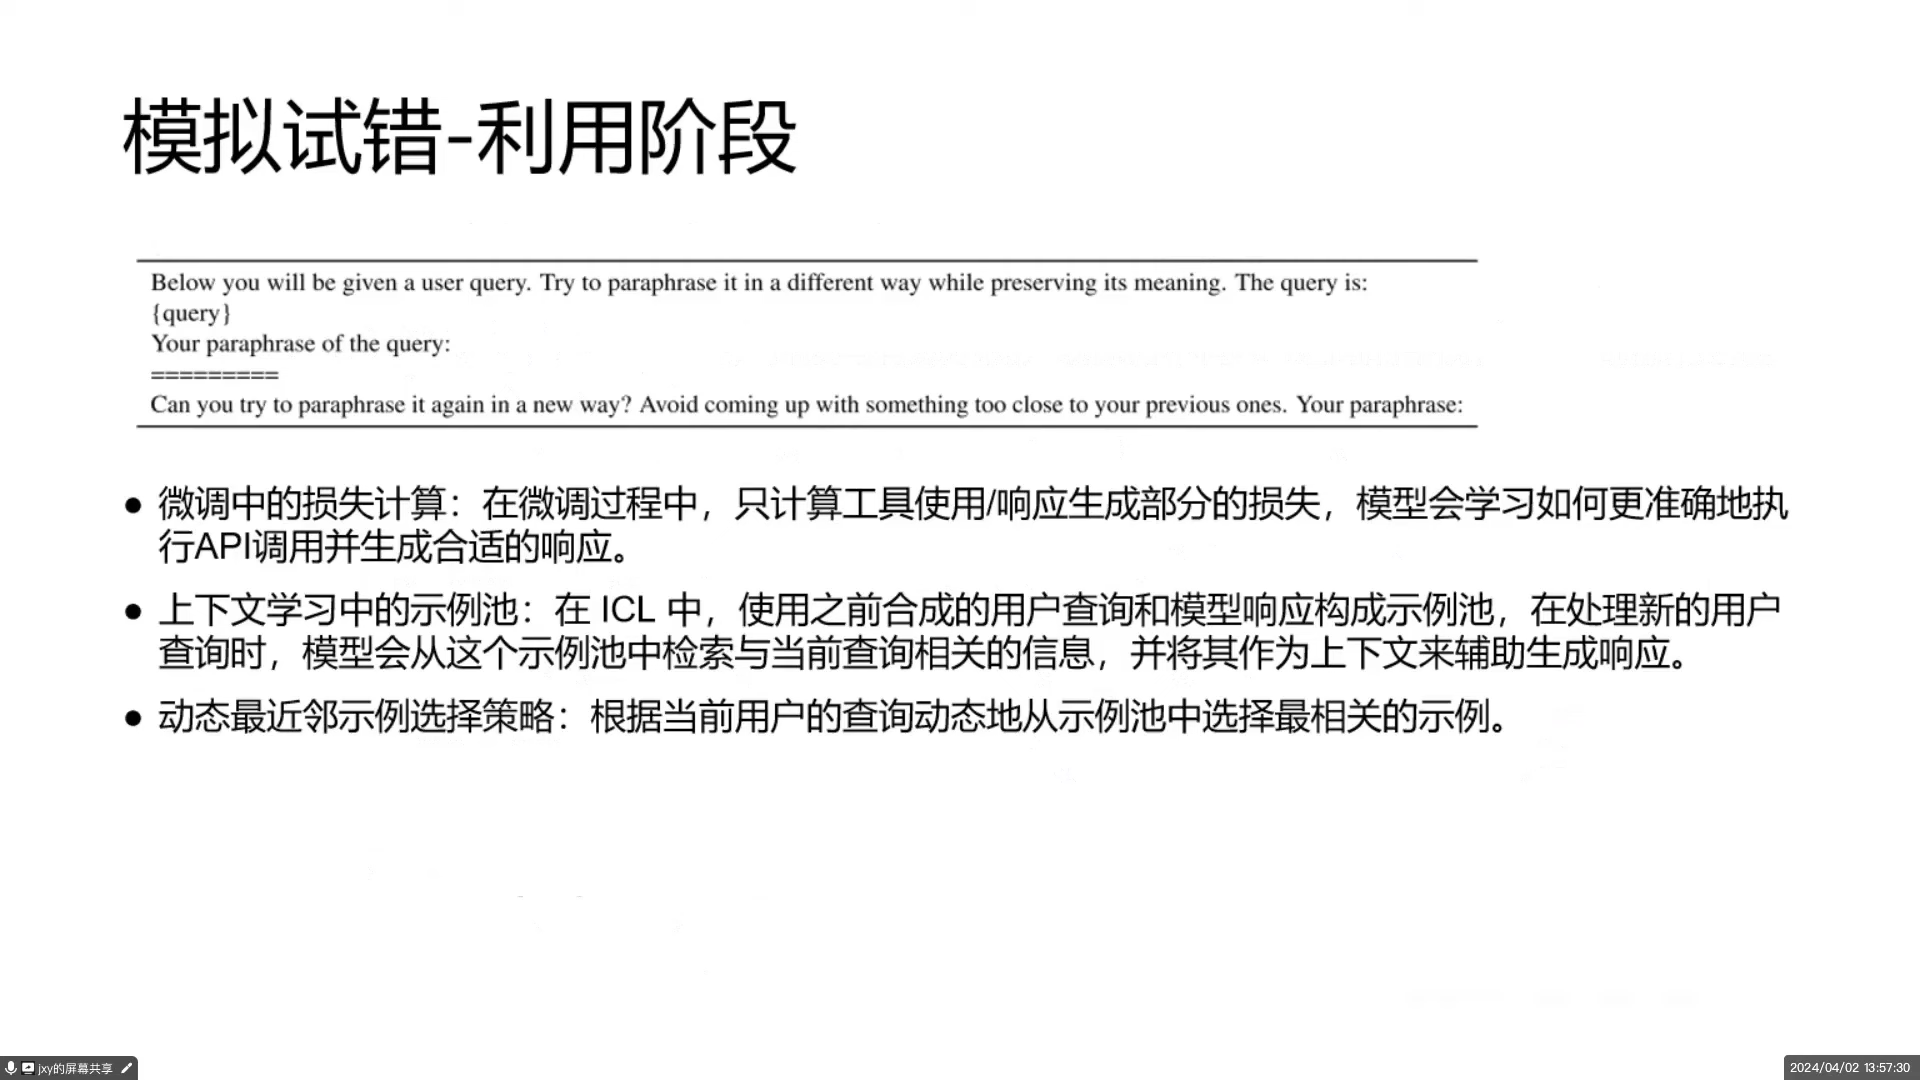 模拟试错-利用阶段
Below you will be given a user query. Try to paraphrase it in a different way while preserving its meaning. The query is:
{query}
Your paraphrase of the query:
=========
Can you try to paraphrase it again in a new way? Avoid coming up with something too close to your previous ones. Your paraphrase:
● 微调中的损失计算：在微调过程中，只计算工具使用/响应生成部分的损失，模型会学习如何更准确地执
行API调用并生成合适的响应。
● 上下文学习中的示例池：在 ICL 中，使用之前合成的用户查询和模型响应构成示例池，在处理新的用户
查询时，模型会从这个示例池中检索与当前查询相关的信息，并将其作为上下文来辅助生成响应。
● 动态最近邻示例选择策略：根据当前用户的查询动态地从示例池中选择最相关的示例。
jxy的屏幕共享
2024/04/02 13:57:30